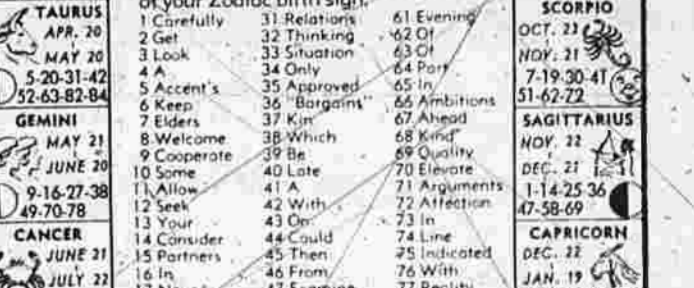 of your Zodiac birth sign.
TAURUS
APR. 20
MAY 20
5-20-31-42
52-63-82-84
GEMINI
MAY 21
JUNE 20
9-16-27-38
49-70-78
CANCER
JUNE 21
JULY 22
1 Carefully
2 Get
3 Look
4 A
5 Accent's
6 Keep
7 Elders
8 Welcome
9 Cooperate
10 Some
11 Allow
12 Seek
13 Your
14 Consider
15 Partners
16 In
31 Relations
32 Thinking
33 Situation
34 Only
35 Approved
36 "Bargains"
37 Kin
38 Which
39 Be
40 Late
41 A
42 With
43 On
44 Could
45 Then
46 From
47 Examine
61 Evening
62 Of
63 Of
64 Part
65 In
66 Ambitions
67 Ahead
68 Kind
69 Quality
70 Elevate
71 Arguments
72 Affection
73 In
74 Line
75 Indicated
76 With
77 Reality
SCORPIO
OCT. 23
NOV. 21
7-19-30-41
51-62-72
SAGITTARIUS
NOV. 22
DEC. 21
1-14-25 36
47-58-69
CAPRICORN
DEC. 22
JAN. 19